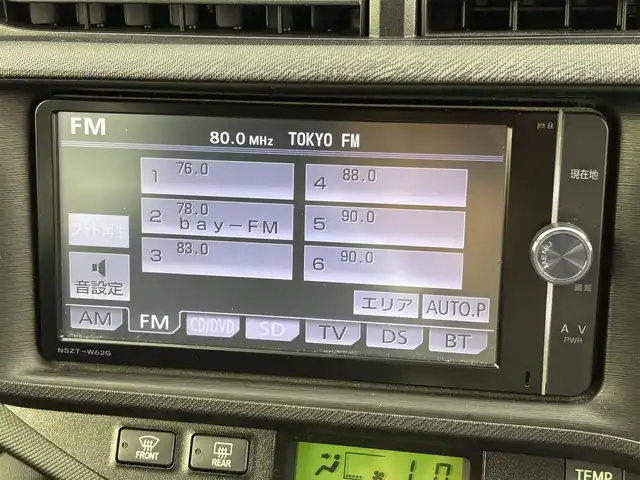 FM
80.0 MHz TOKYO FM
1 76.0
2 78.0
bay-FM
3 83.0
4 88.0
5 90.0
6 90.0
フォト再生
音設定
エリア
AUTO.P
AM
FM
CD/DVD
SD
TV
DS
BT
NSZT-W62G
現在地
MENU
画質
A V
PWR
FRONT
REAR
1.0
TEMP